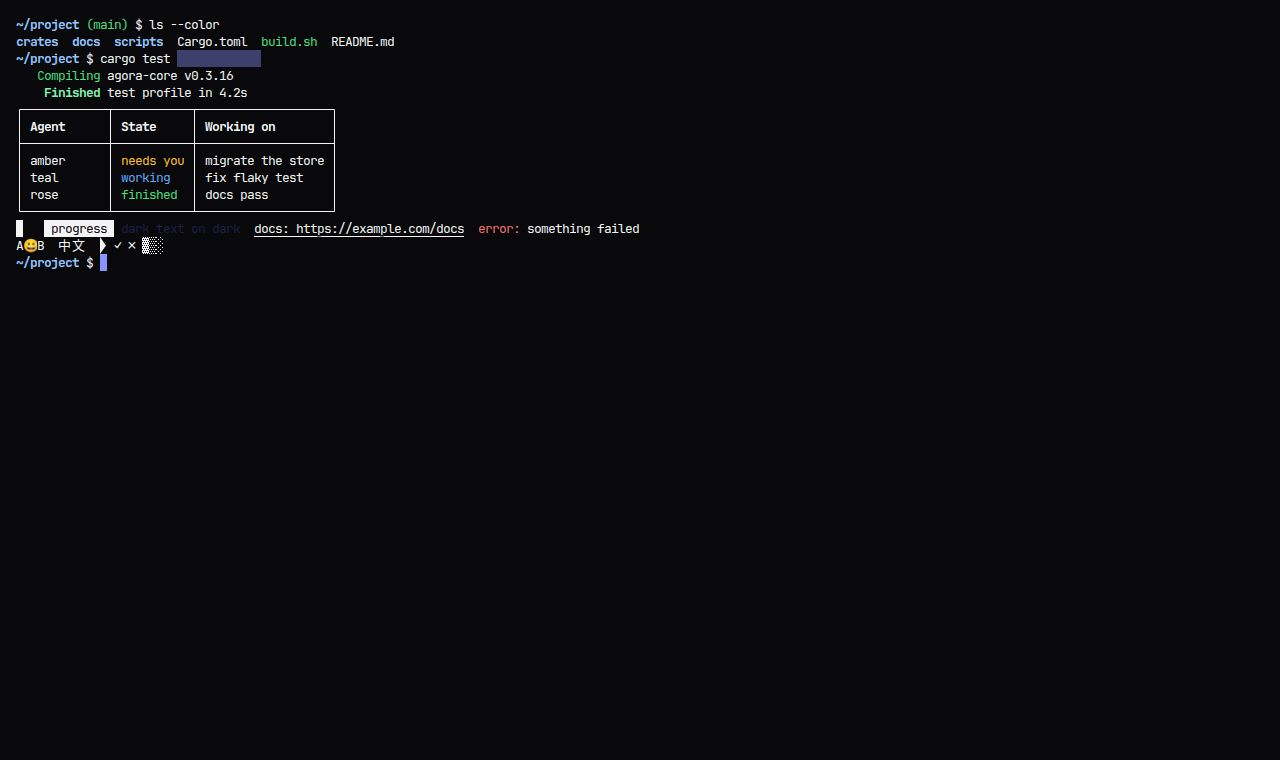 ~/project (main) $ ls --color
crates  docs  scripts  Cargo.toml  build.sh  README.md
~/project $ cargo test
Compiling agora-core v0.3.16
Finished test profile in 4.2s
Agent  State  Working on
amber  needs you  migrate the store
teal  working  fix flaky test
rose  finished  docs pass
progress  dark text on dark  docs: https://example.com/docs  error: something failed
A😀B  中文  ✓ ×
~/project $